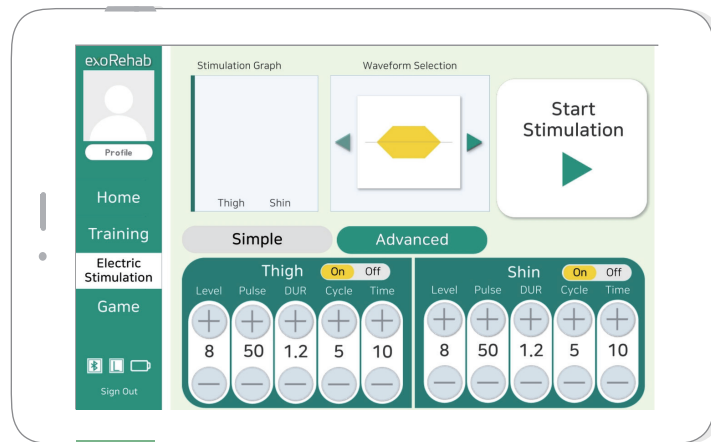 exoRehab
Profile
Home
Training
Electric
Stimulation
Game
L
Sign Out
Stimulation Graph
Thigh Shin
Waveform Selection
Start
Stimulation
Simple Advanced
Thigh On Off
Level Pulse DUR Cycle Time
8 50 1.2 5 10
Shin On Off
Level Pulse DUR Cycle Time
8 50 1.2 5 10